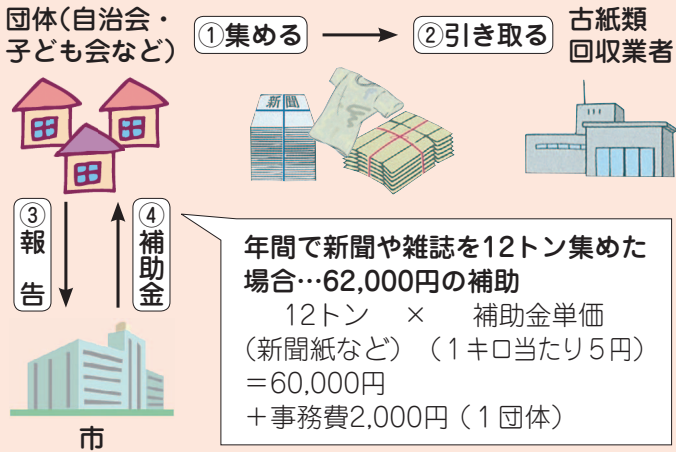 団体(自治会・
子ども会など)
①集める
②引き取る
古紙類
回収業者
新聞
③報告
④補助金
年間で新聞や雑誌を12トン集めた
場合…62,000円の補助
12トン × 補助金単価
(新聞紙など)(1キロ当たり5円)
=60,000円
+事務費2,000円(1団体)
市